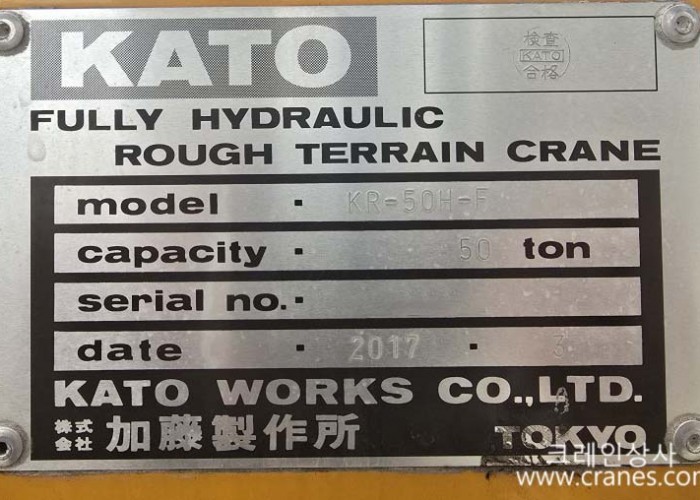 KATO
検査
KATO
合格
FULLY HYDRAULIC
ROUGH TERRAIN CRANE
model · KR-50H-F
capacity · 50 ton
serial no. ·
date · 2017 · 3
KATO WORKS CO.,LTD.
株式会社 加藤製作所 TOKYO
크레인상사
www.cranes.com